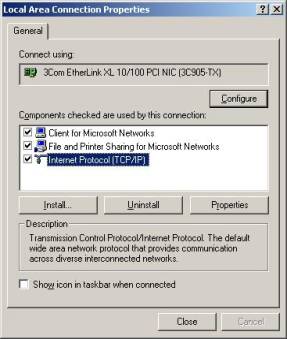 Local Area Connection Properties
General
Connect using:
3Com EtherLink XL 10/100 PCI NIC (3C905-TX)
Configure
Components checked are used by this connection:
Client for Microsoft Networks
File and Printer Sharing for Microsoft Networks
Internet Protocol (TCP/IP)
Install... Uninstall Properties
Description
Transmission Control Protocol/Internet Protocol. The default
wide area network protocol that provides communication
across diverse interconnected networks.
Show icon in taskbar when connected
Close Cancel